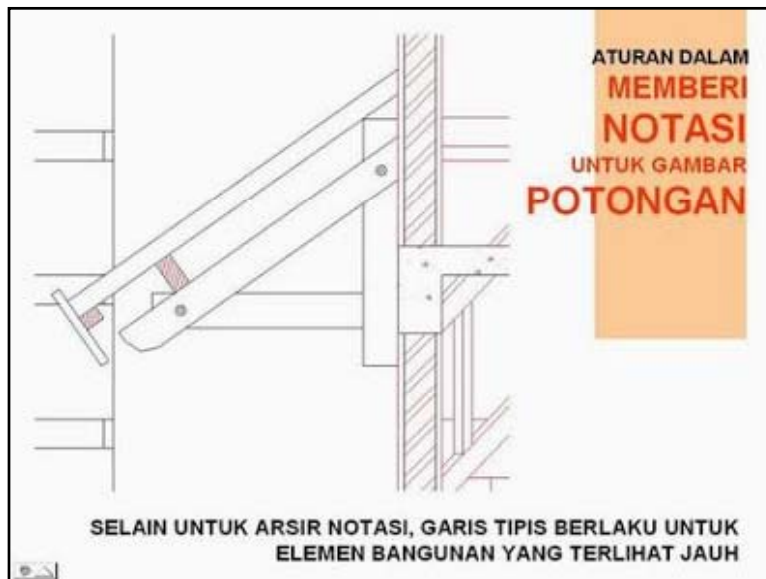 ATURAN DALAM
MEMBERI
NOTASI
UNTUK GAMBAR
POTONGAN
SELAIN UNTUK ARSIR NOTASI, GARIS TIPIS BERLAKU UNTUK
ELEMEN BANGUNAN YANG TERLIHAT JAUH